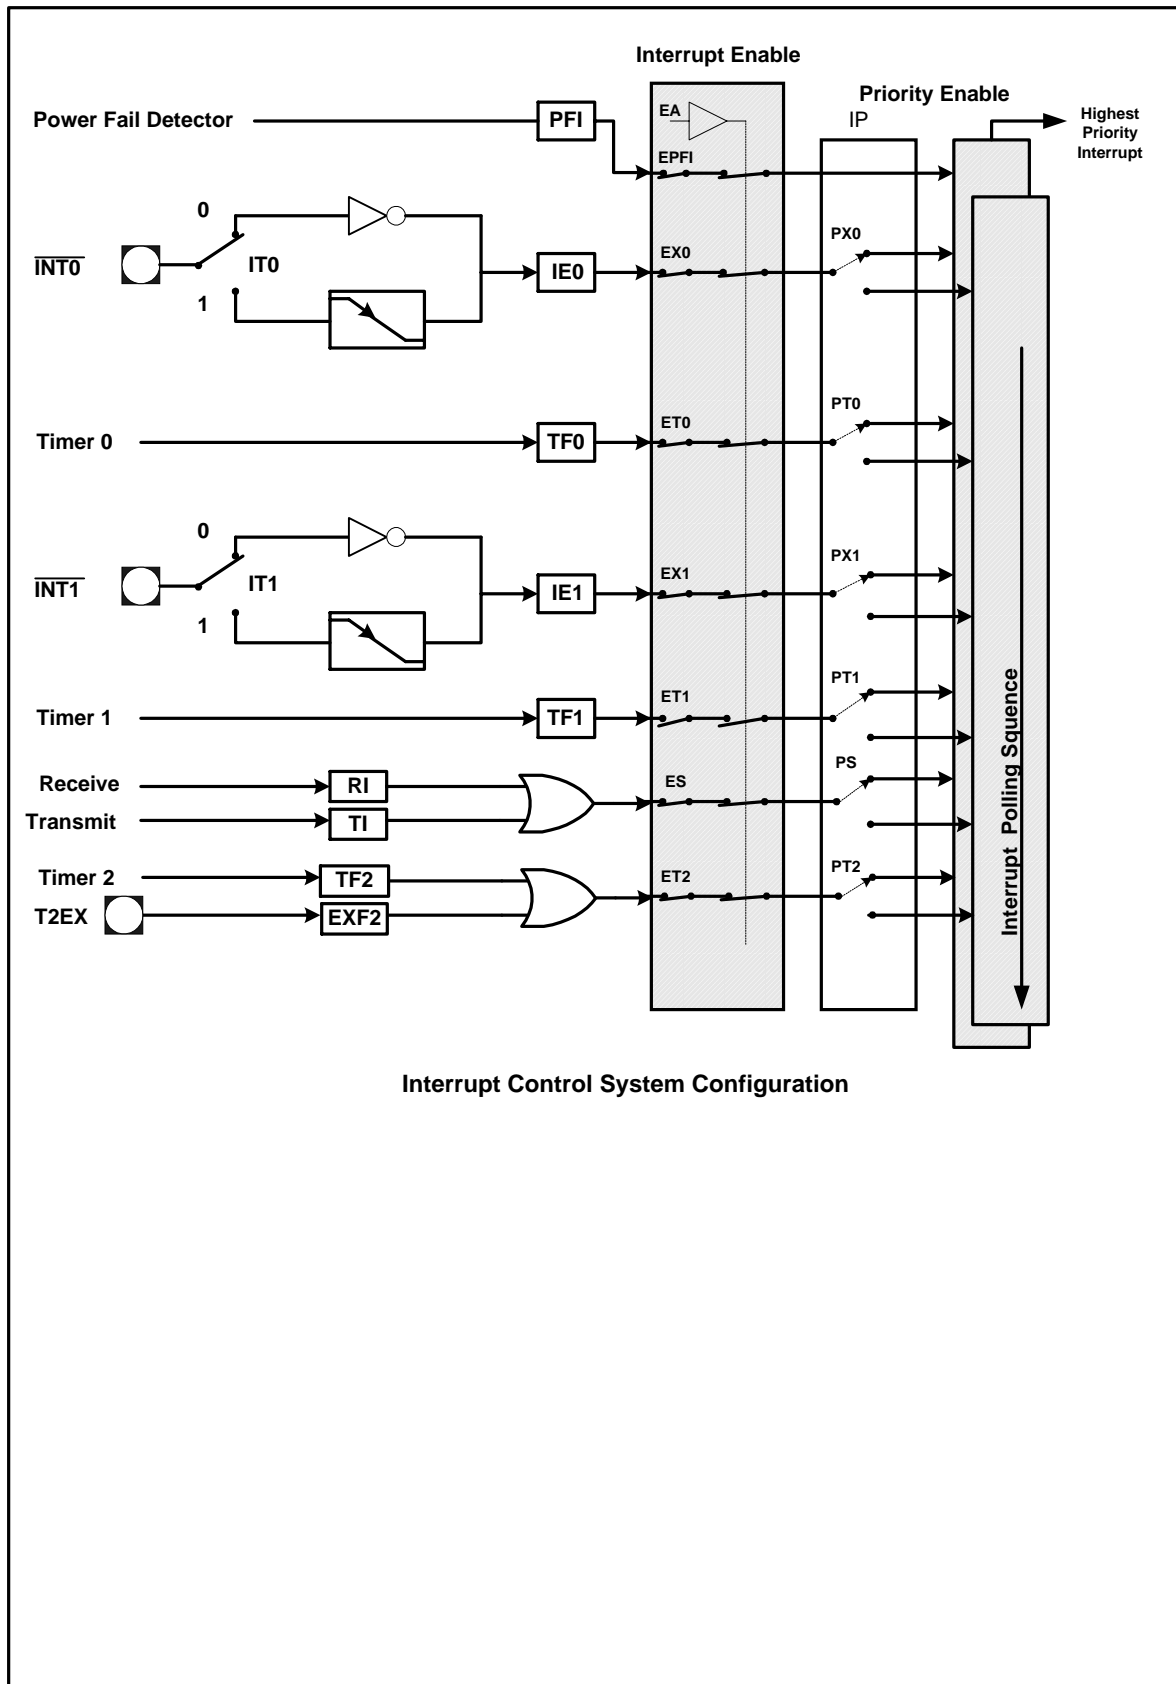 Interrupt Enable
Priority Enable
IP
Highest
Priority
Interrupt
Power Fail Detector
PFI
EA
EPFI
INT0
0
1
IT0
IE0
EX0
PX0
Timer 0
TF0
ET0
PT0
INT1
0
1
IT1
IE1
EX1
PX1
Timer 1
TF1
ET1
PT1
Receive
RI
Transmit
TI
ES
PS
Timer 2
TF2
T2EX
EXF2
ET2
PT2
Interrupt Polling Squence
Interrupt Control System Configuration